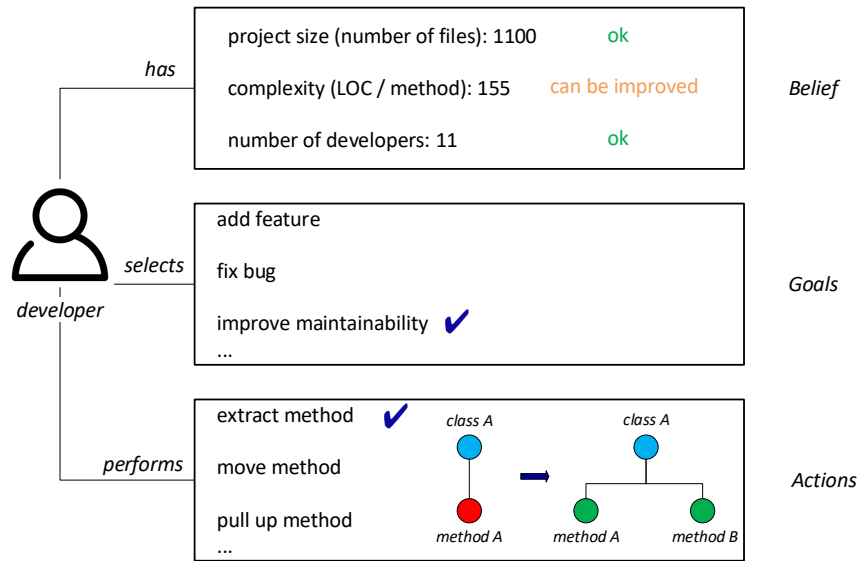 project size (number of files): 1100 ok
has
complexity (LOC / method): 155 can be improved
Belief
number of developers: 11 ok
add feature
selects
fix bug
Goals
developer
improve maintainability
...
extract method
class A
class A
performs
move method
Actions
pull up method
method A
method A
method B
...